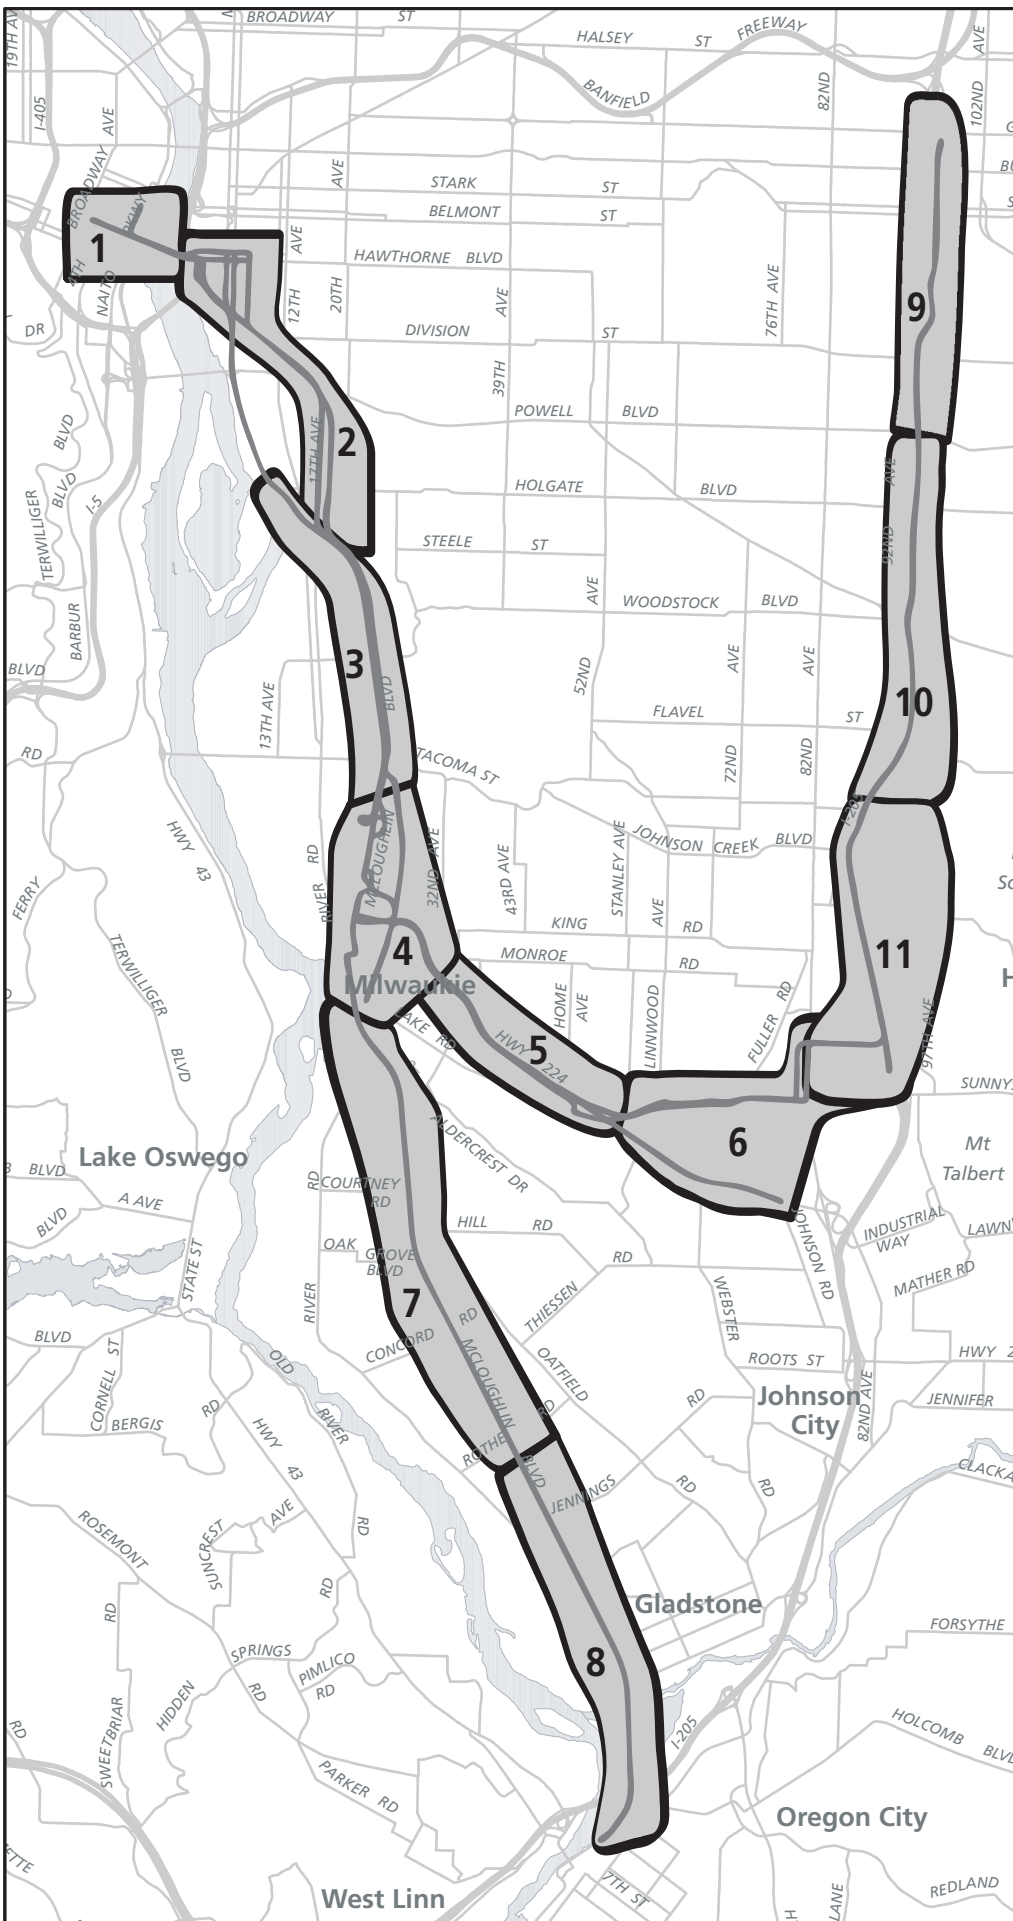 BROADWAY ST
19TH AV
HALSEY ST
FREEWAY
AVE
BANFIELD
82ND
102ND
I-405
AVE
BROADWAY
AVE
STARK ST
BELMONT ST
PKWY
1
4TH
NAITO
AVE
HAWTHORNE BLVD
12TH
20TH
AVE
76TH AVE
9
DR
DIVISION ST
39TH
POWELL BLVD
BLVD
2
17TH AVE
AVE
HOLGATE BLVD
TERWILLIGER
BLVD
I-5
92ND
STEELE ST
AVE
WOODSTOCK BLVD
BARBUR
BLVD
3
AVE
AVE
52ND
10
BLVD
FLAVEL ST
13TH AVE
RD
TACOMA ST
72ND
82ND
I-205
HWY 43
RD
MCLOUGHLIN
32ND AVE
43RD AVE
STANLEY AVE
JOHNSON CREEK BLVD
FERRY
RIVER
AVE
KING RD
TERWILLIGER
BLVD
4
Milwaukie
MONROE RD
11
H
HOME AVE
LINNWOOD
FULLER RD
LAKE RD
HWY 224
5
97TH AVE
SUNNYS
6
Lake Oswego
BLVD
A AVE
BLVD
ALDERCREST DR
Mt
Talbert
RD
COURTNEY
RD
HILL RD
JOHNSON RD
INDUSTRIAL
WAY
LAWN
OAK
GROVE
BLVD
RD
STATE ST
RIVER
7
THIESSEN
WEBSTER
MATHER RD
BLVD
CORNELL ST
CONCORD RD
MCLOUGHLIN
BLVD
OLD
RIVER
RD
OATFIELD
RD
ROOTS ST
HWY 2
Johnson
City
82ND AVE
JENNIFER
RD
BERGIS
RD
HWY 43
ROTHE
RD
JENNINGS
RD
CLACKA
ROSEMONT
SUNCREST
AVE
RD
RD
Gladstone
FORSYTHE
SPRINGS
RD
8
PIMLICO
RD
HIDDEN
SWEETBRIAR
RD
I-205
HOLCOMB BLVD
PARKER RD
Oregon City
West Linn
7TH ST
LANE
REDLAND